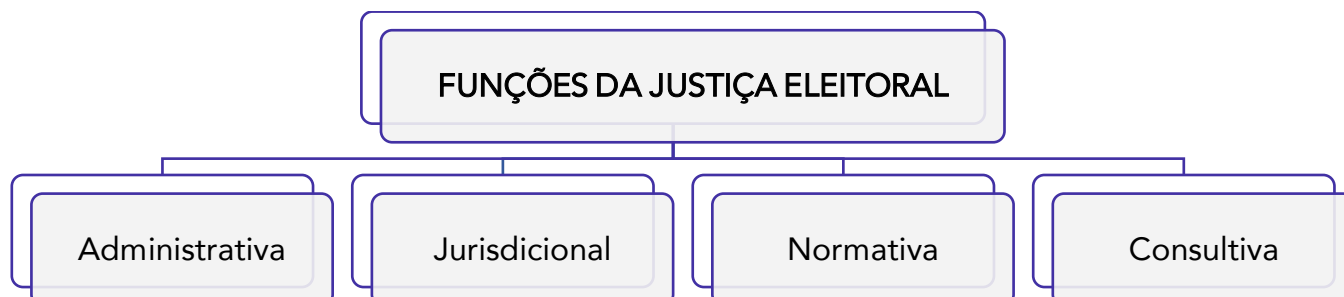 FUNÇÕES DA JUSTIÇA ELEITORAL
Administrativa
Jurisdicional
Normativa
Consultiva